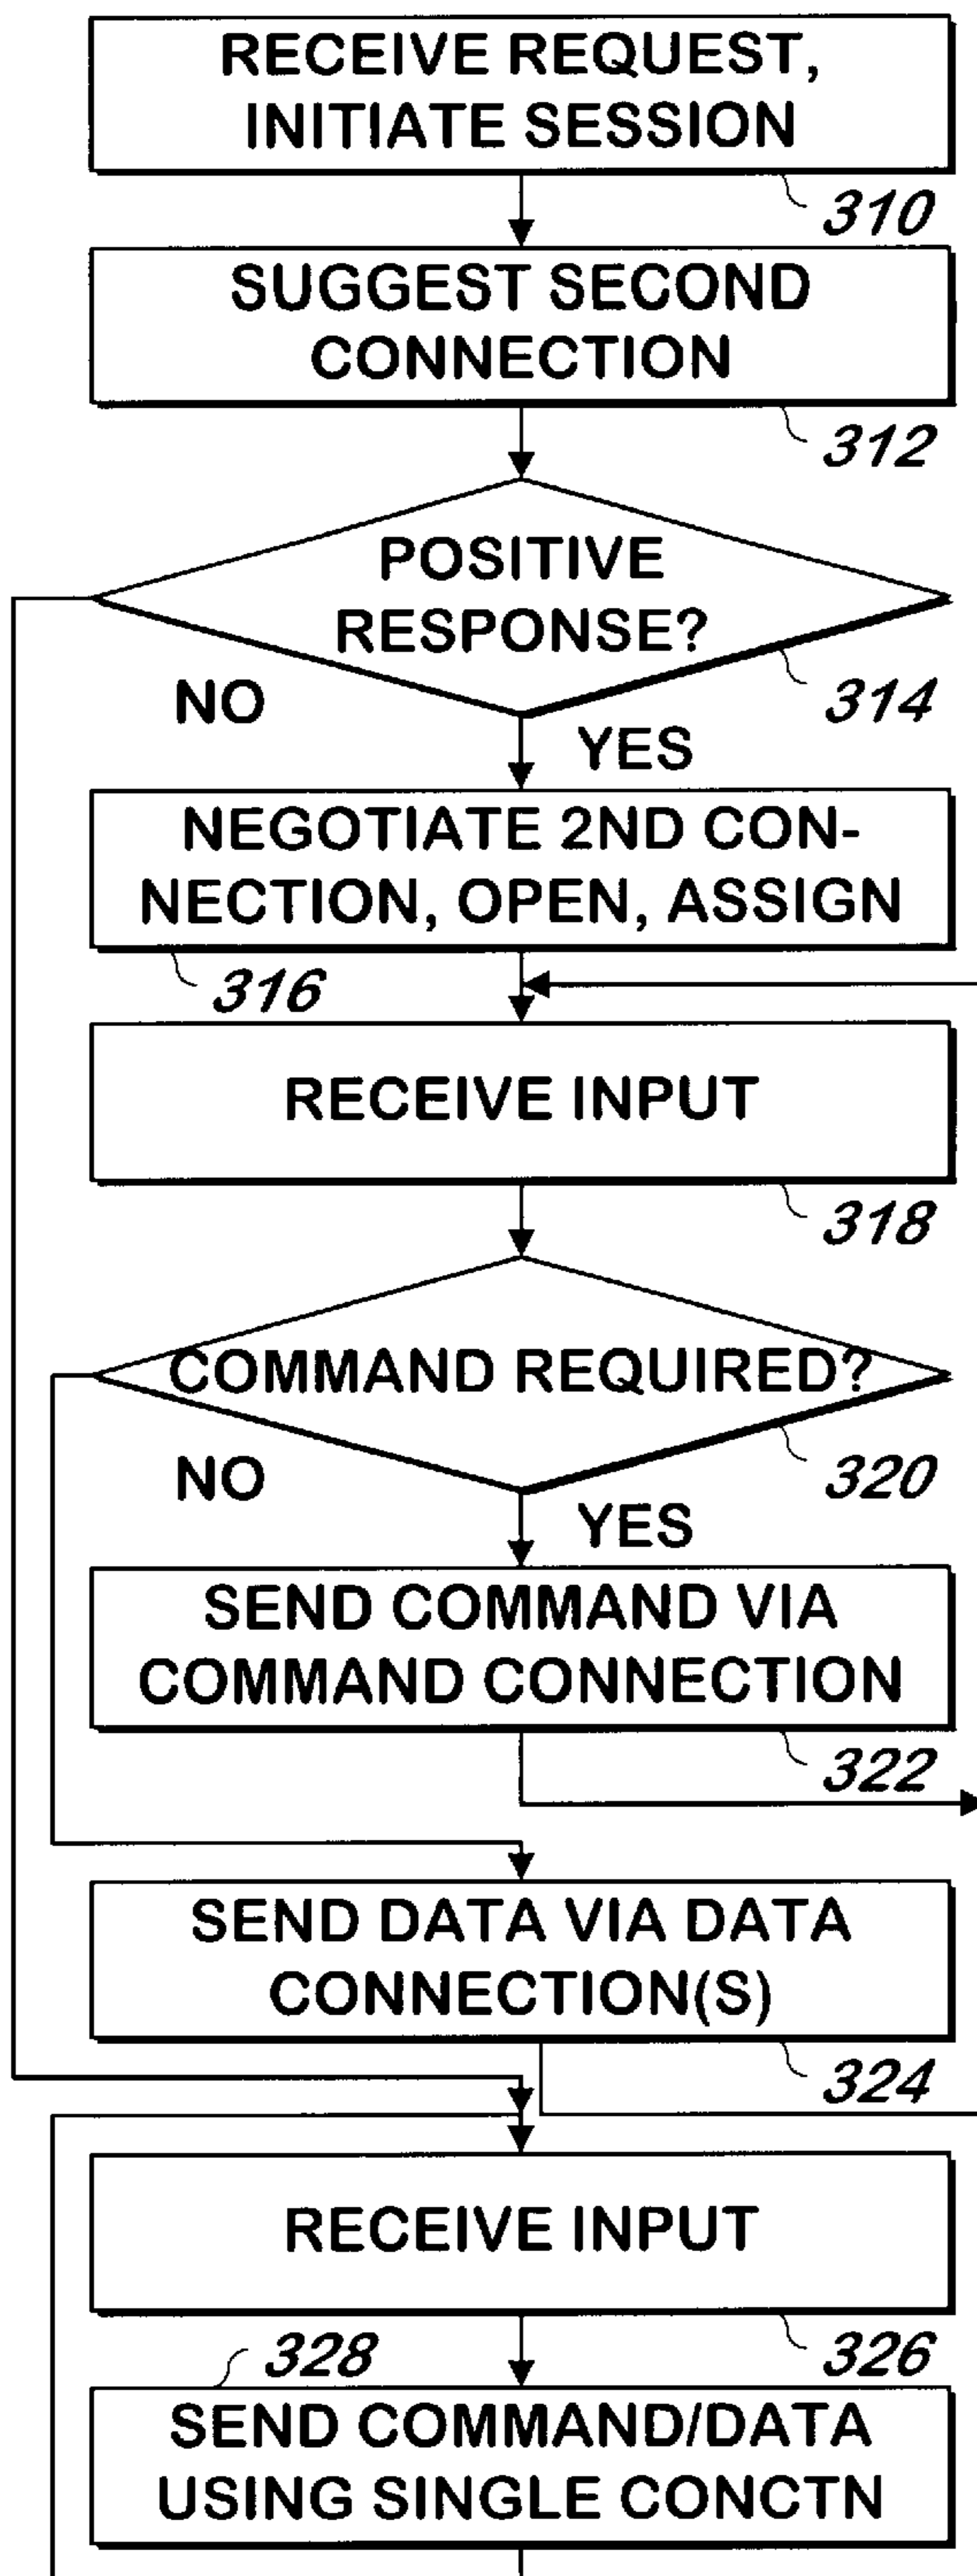 RECEIVE REQUEST,
INITIATE SESSION
310
SUGGEST SECOND
CONNECTION
312
POSITIVE
RESPONSE?
314
NO
YES
NEGOTIATE 2ND CON-
NECTION, OPEN, ASSIGN
316
RECEIVE INPUT
318
COMMAND REQUIRED?
320
NO
YES
SEND COMMAND VIA
COMMAND CONNECTION
322
SEND DATA VIA DATA
CONNECTION(S)
324
RECEIVE INPUT
326
328
SEND COMMAND/DATA
USING SINGLE CONCTN